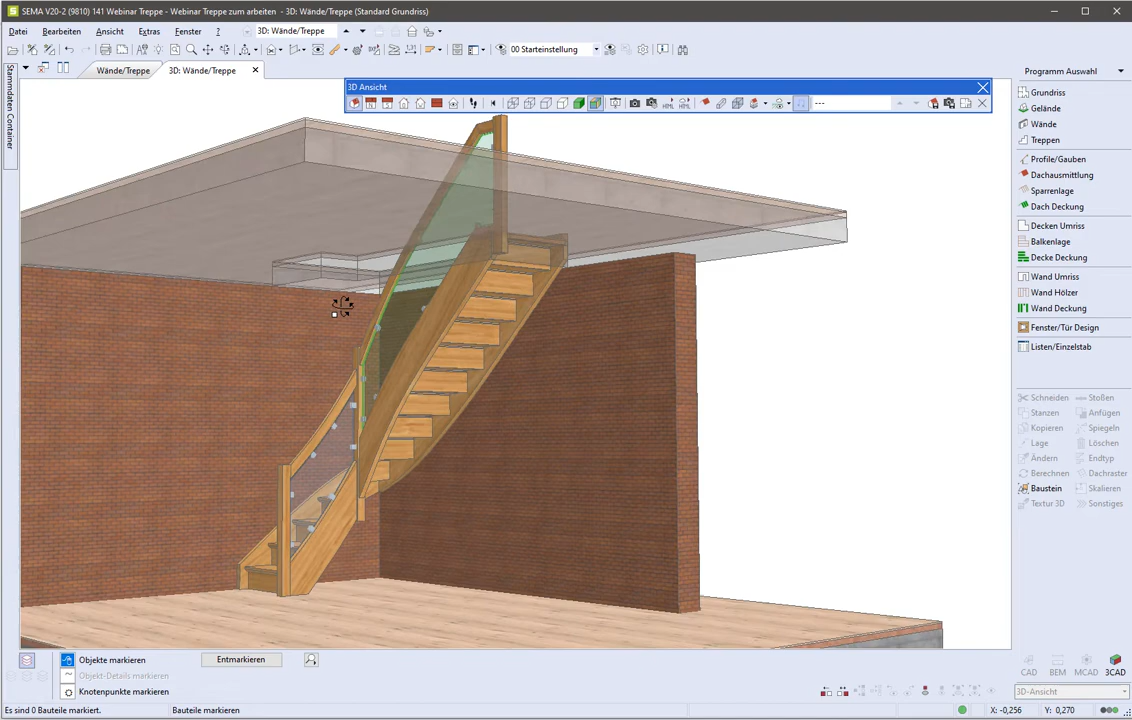 SEMA V20-2 (9810) 141 Webinar Treppe - Webinar Treppe zum arbeiten - 3D: Wände/Treppe (Standard Grundriss)
Datei Bearbeiten Ansicht Extras Fenster ? 3D: Wände/Treppe
00 Starteinstellung
Wände/Treppe 3D: Wände/Treppe
Stammdaten Container
3D Ansicht
HTML HTML ---
Programm Auswahl
Grundriss
Gelände
Wände
Treppen
Profile/Gauben
Dachausmittlung
Sparrenlage
Dach Deckung
Decken Umriss
Balkenlage
Decke Deckung
Wand Umriss
Wand Hölzer
Wand Deckung
Fenster/Tür Design
Listen/Einzelstab
Schneiden Stoßen
Stanzen Anfügen
Kopieren Spiegeln
Lage Löschen
Ändern Endtyp
Berechnen Dachraster
Baustein Skalieren
Textur 3D Sonstiges
CAD BEM MCAD 3CAD
3D-Ansicht
Objekte markieren Entmarkieren
Objekt-Details markieren
Knotenpunkte markieren
Es sind 0 Bauteile markiert. Bauteile markieren X: -0,256 Y: 0,270